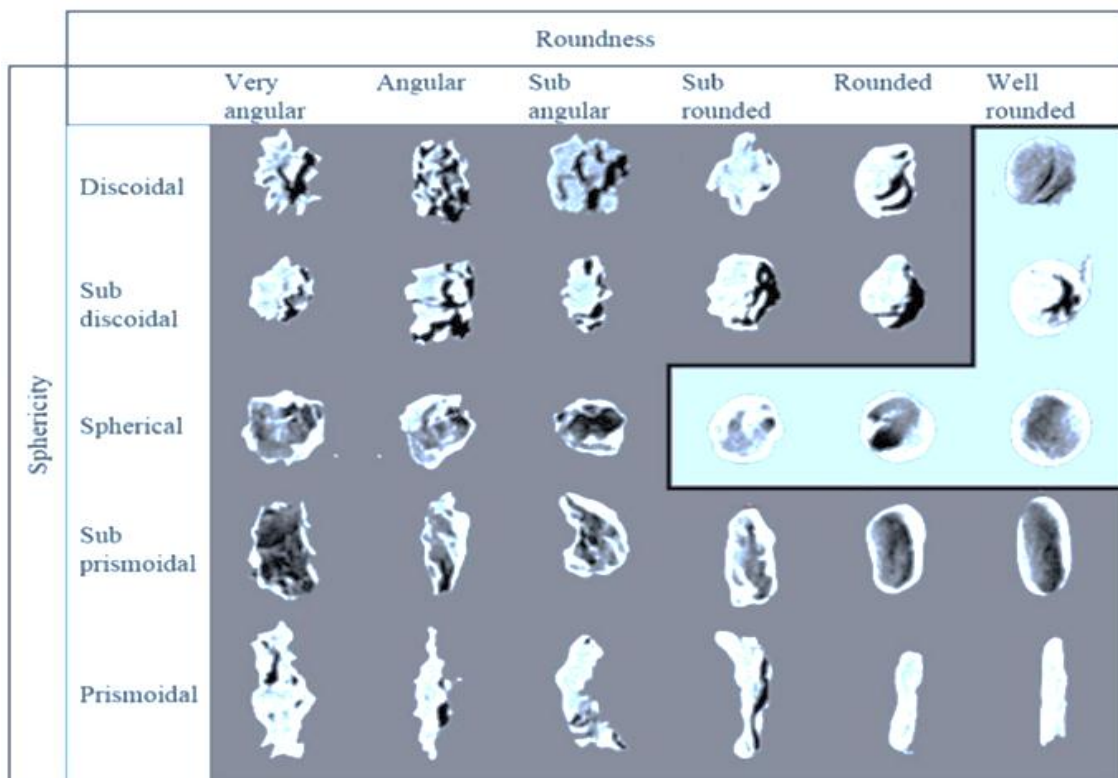 Roundness
Very
angular
Angular
Sub
angular
Sub
rounded
Rounded
Well
rounded
Sphericity
Discoidal
Sub
discoidal
Spherical
Sub
prismoidal
Prismoidal